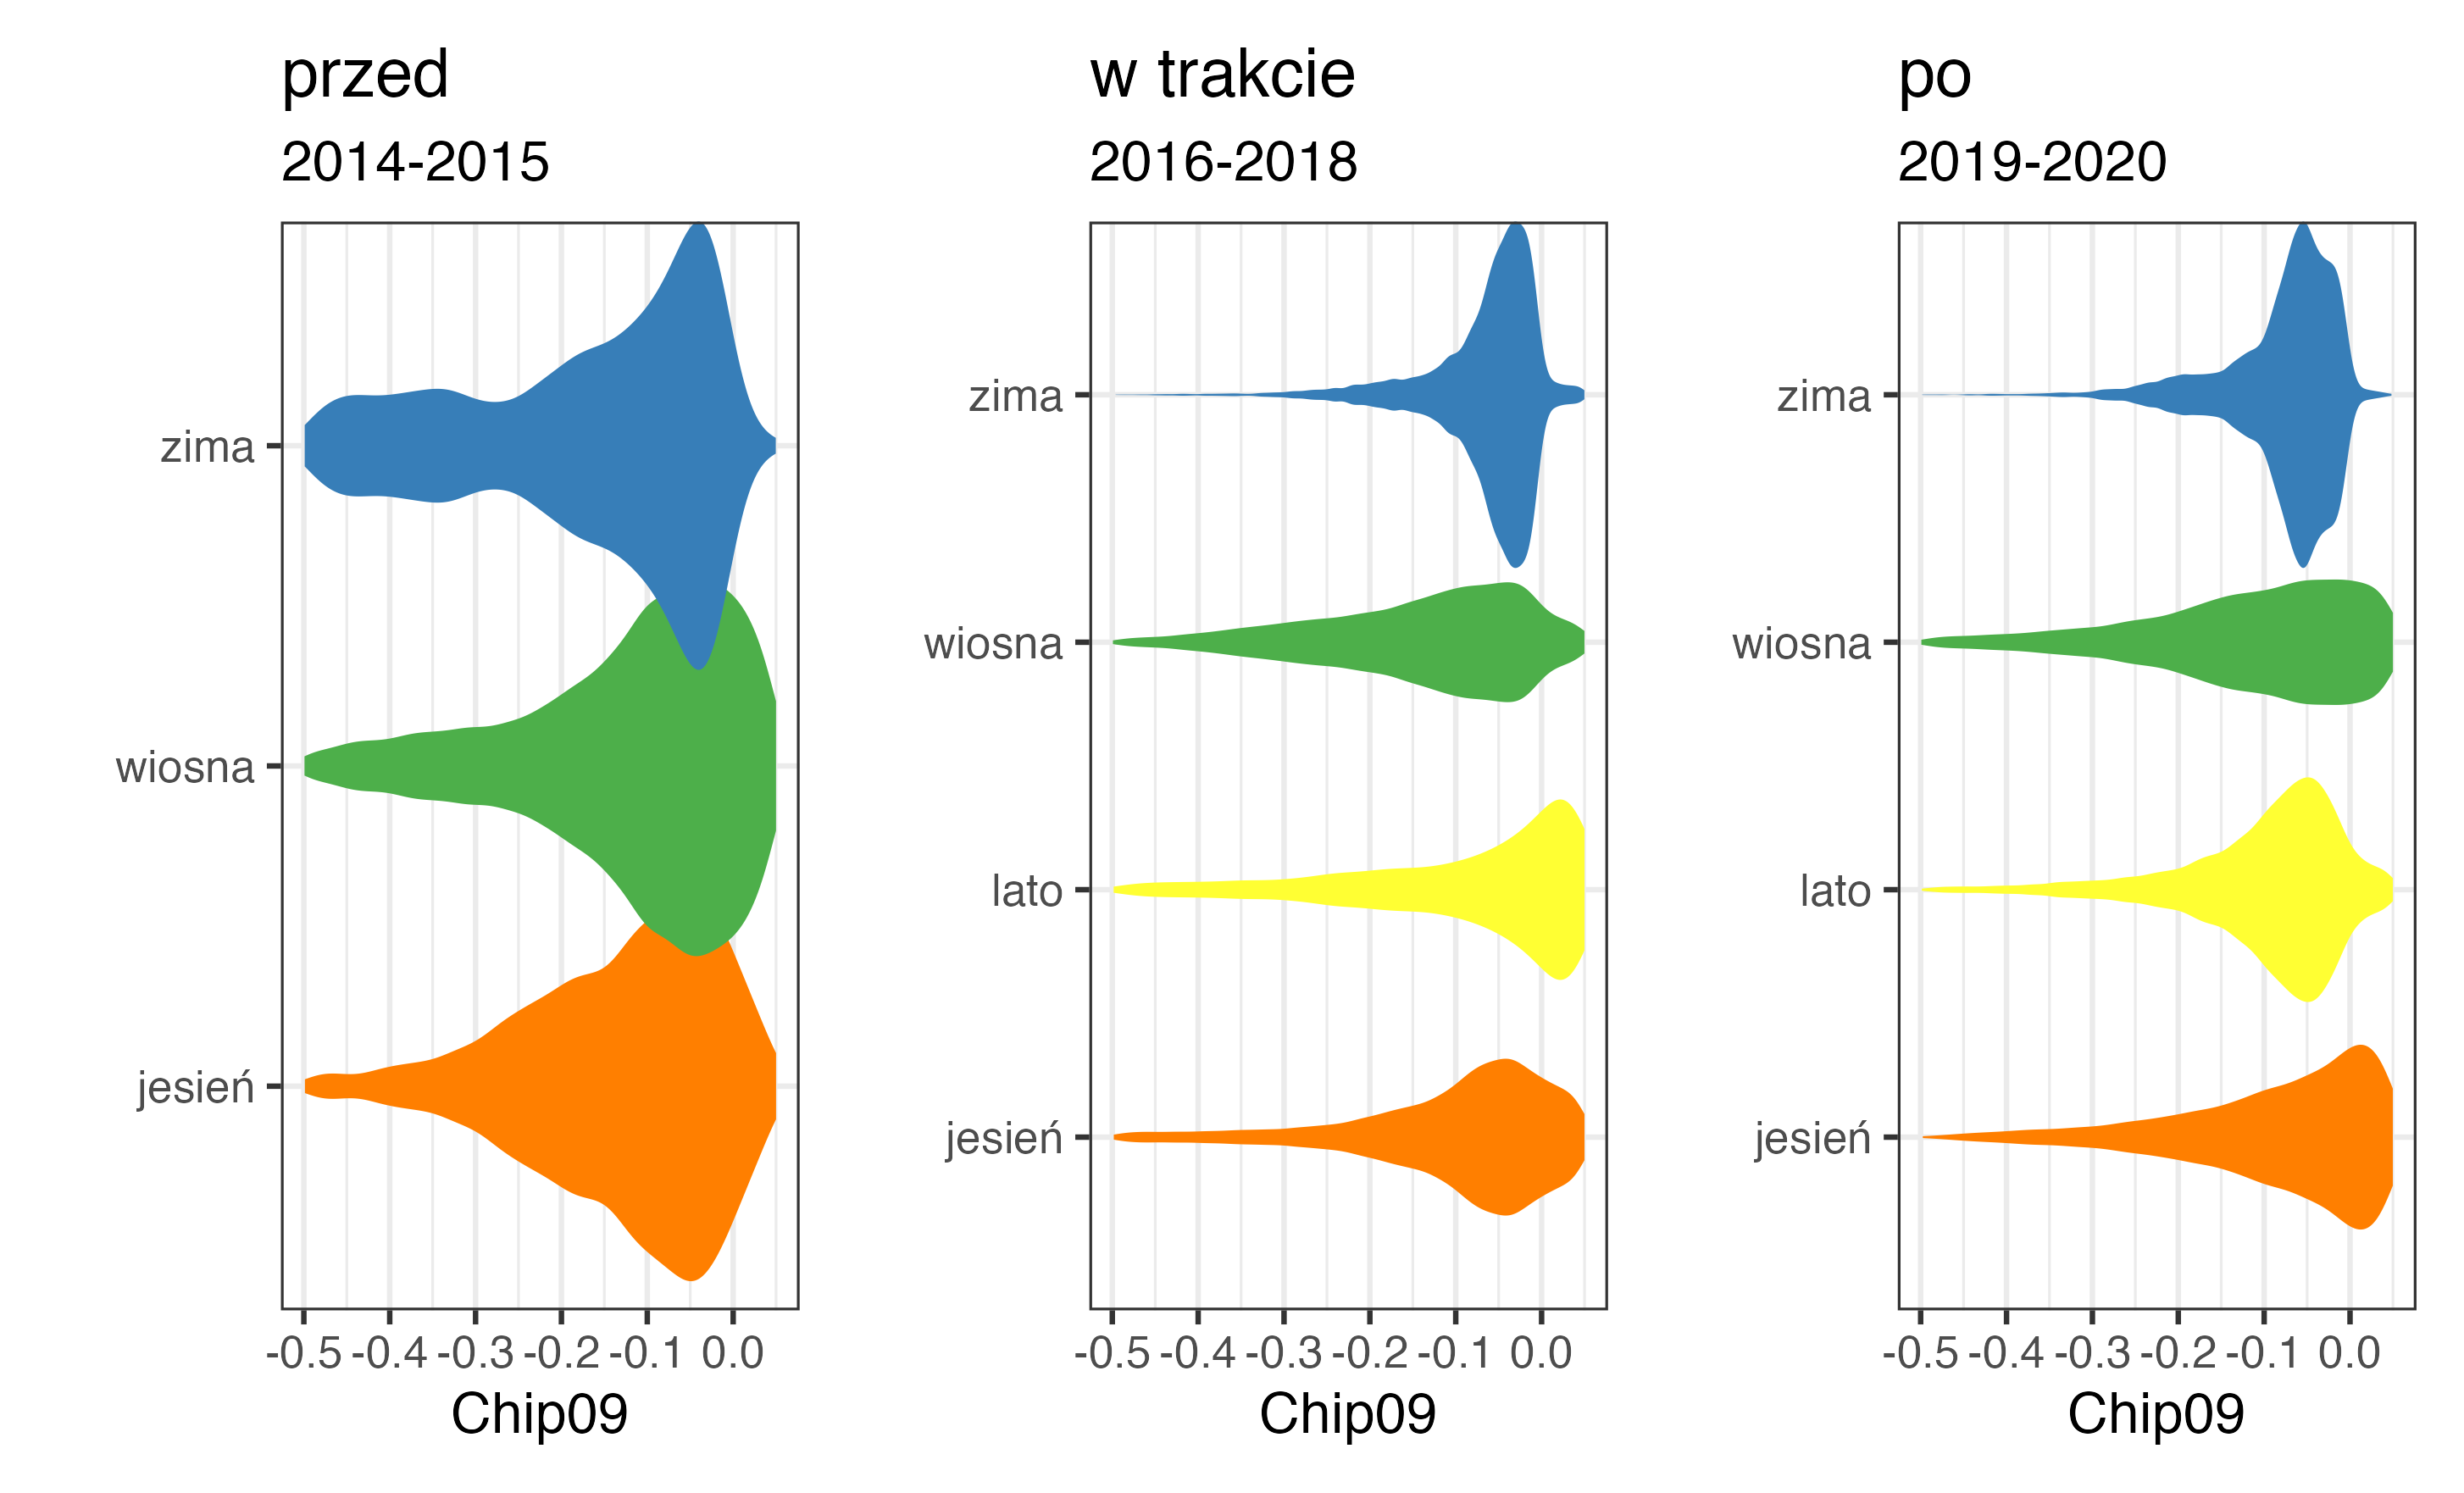 przed
2014-2015
zima
wiosna
jesień
-0.5 -0.4 -0.3 -0.2 -0.1 0.0
Chip09
w trakcie
2016-2018
zima
wiosna
lato
jesień
-0.5 -0.4 -0.3 -0.2 -0.1 0.0
Chip09
po
2019-2020
zima
wiosna
lato
jesień
-0.5 -0.4 -0.3 -0.2 -0.1 0.0
Chip09